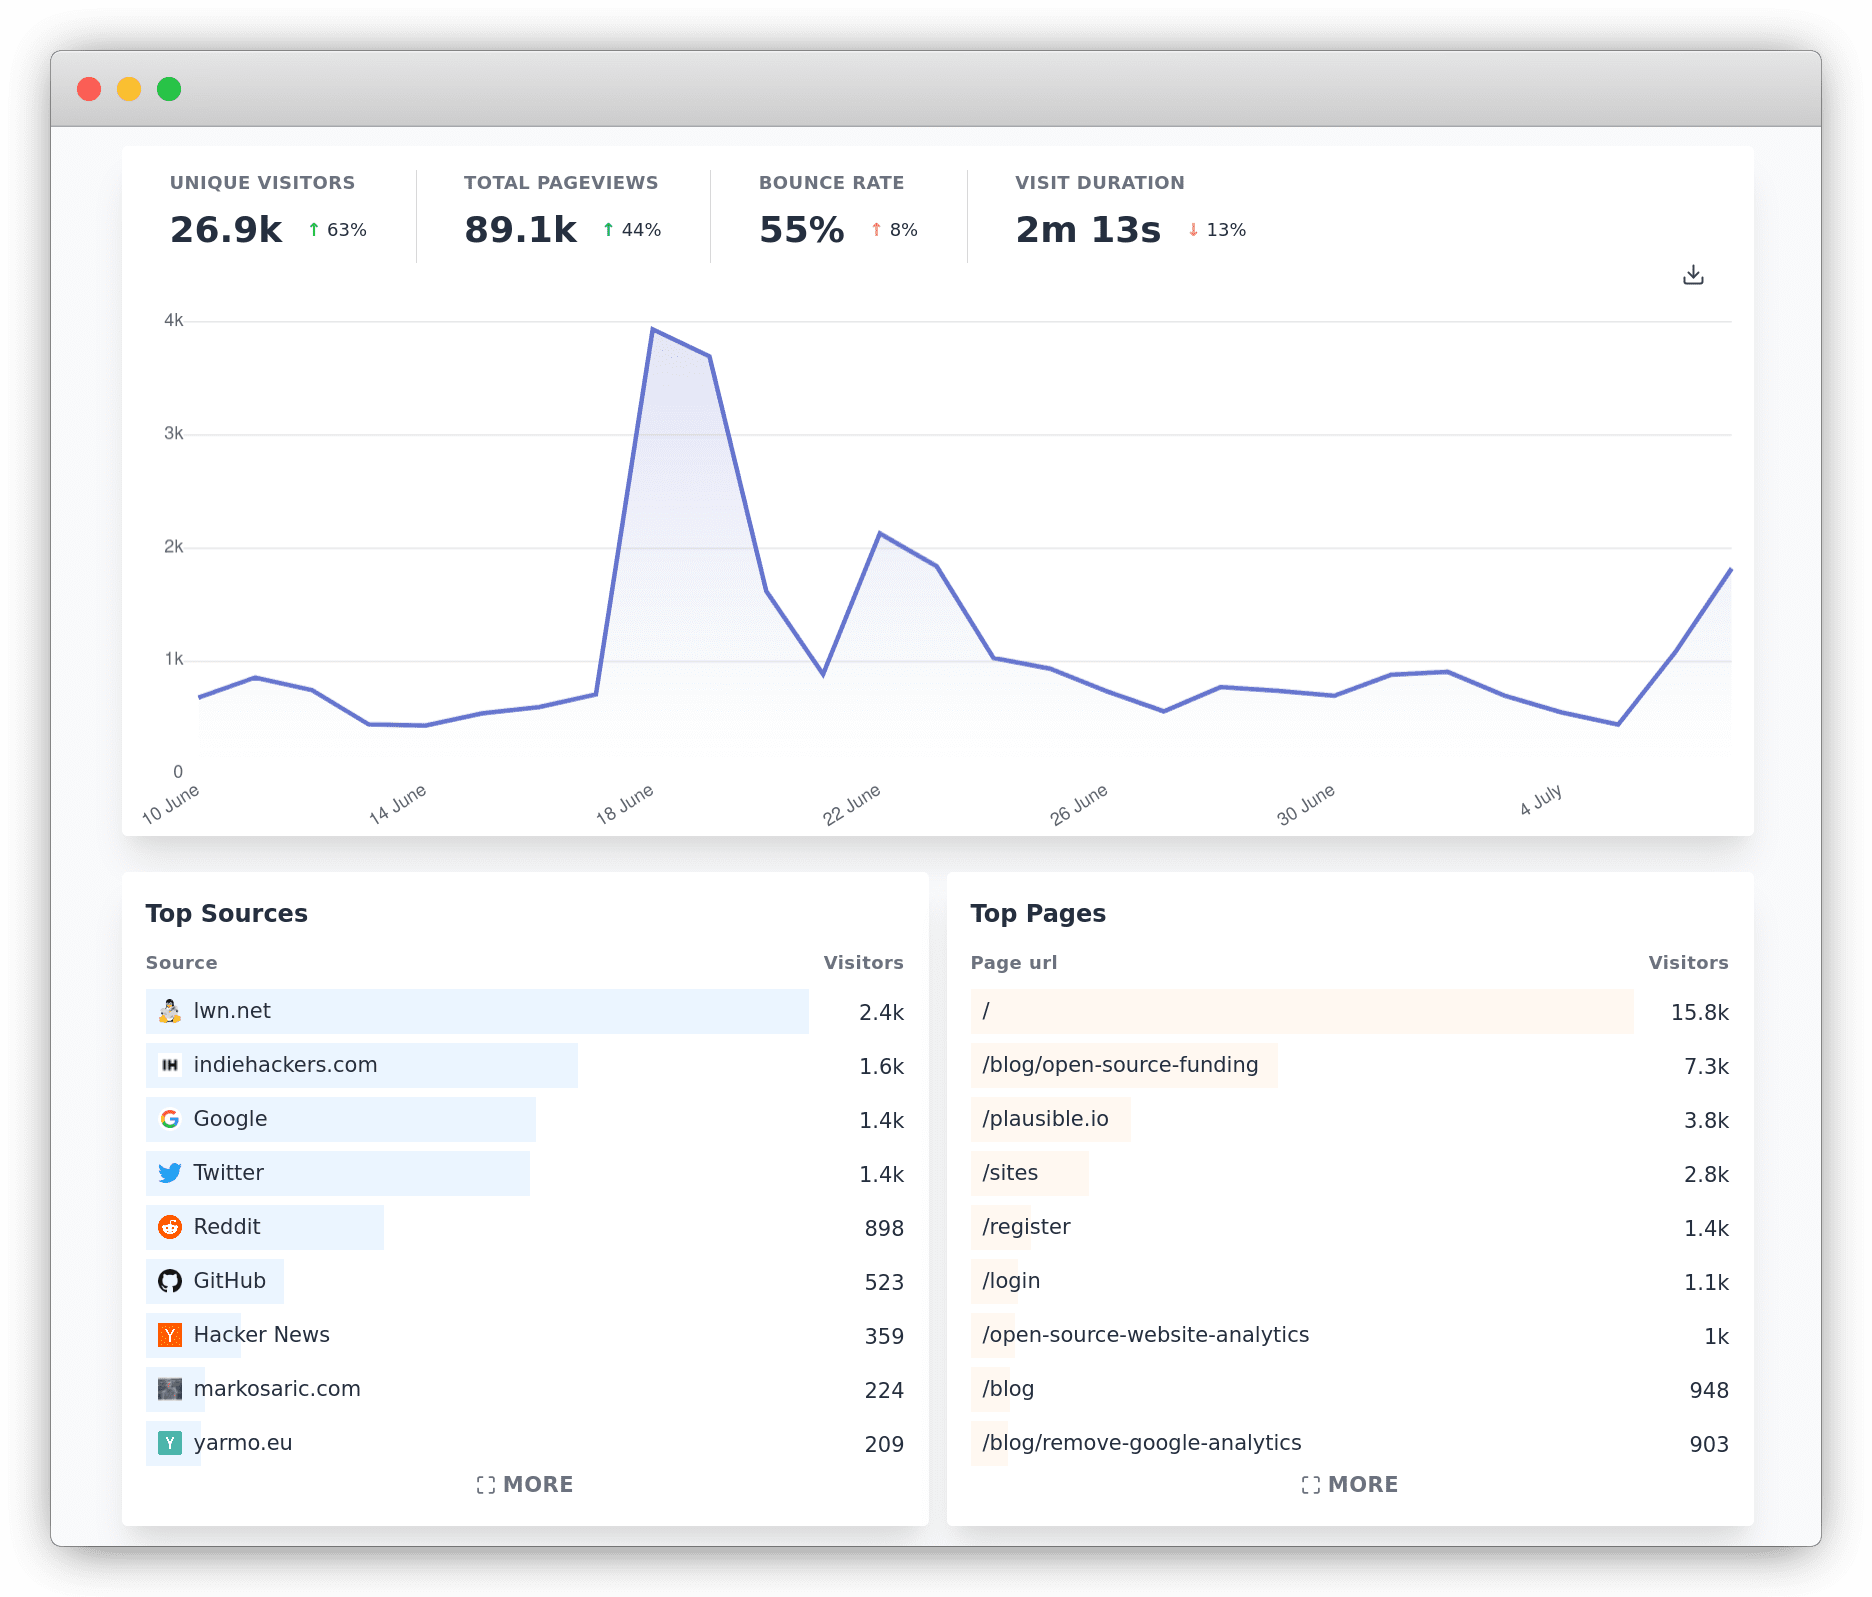 UNIQUE VISITORS
26.9k ↑ 63%
TOTAL PAGEVIEWS
89.1k ↑ 44%
BOUNCE RATE
55% ↑ 8%
VISIT DURATION
2m 13s ↓ 13%
4k
3k
2k
1k
0
10 June
14 June
18 June
22 June
26 June
30 June
4 July
Top Sources
Source Visitors
lwn.net 2.4k
IH indiehackers.com 1.6k
G Google 1.4k
Twitter 1.4k
Reddit 898
GitHub 523
Y Hacker News 359
markosaric.com 224
Y yarmo.eu 209
MORE
Top Pages
Page url Visitors
/ 15.8k
/blog/open-source-funding 7.3k
/plausible.io 3.8k
/sites 2.8k
/register 1.4k
/login 1.1k
/open-source-website-analytics 1k
/blog 948
/blog/remove-google-analytics 903
MORE